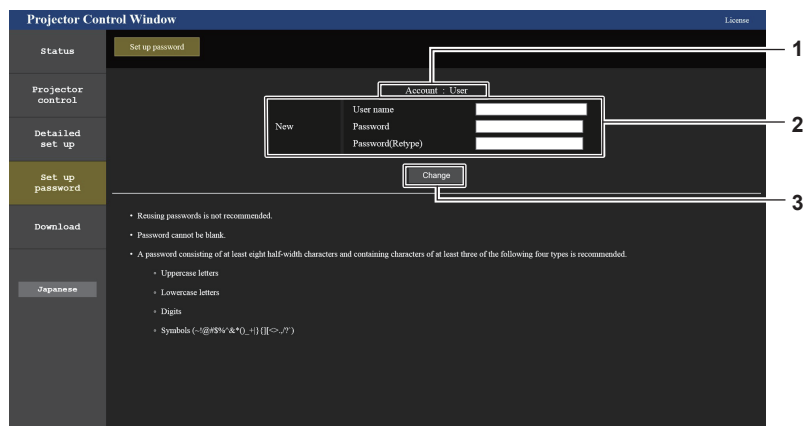 Projector Control Window
License
Status
Set up password
1
Projector
control
Account : User
User name
New
Password
2
Password(Retype)
Detailed
set up
Set up
password
Change
3
Download
• Reusing passwords is not recommended.
• Password cannot be blank.
• A password consisting of at least eight half-width characters and containing characters of at least three of the following four types is recommended.
◦ Uppercase letters
◦ Lowercase letters
◦ Digits
◦ Symbols (~!@#$%^&*()_+|}{][<>.,/?`)
Japanese